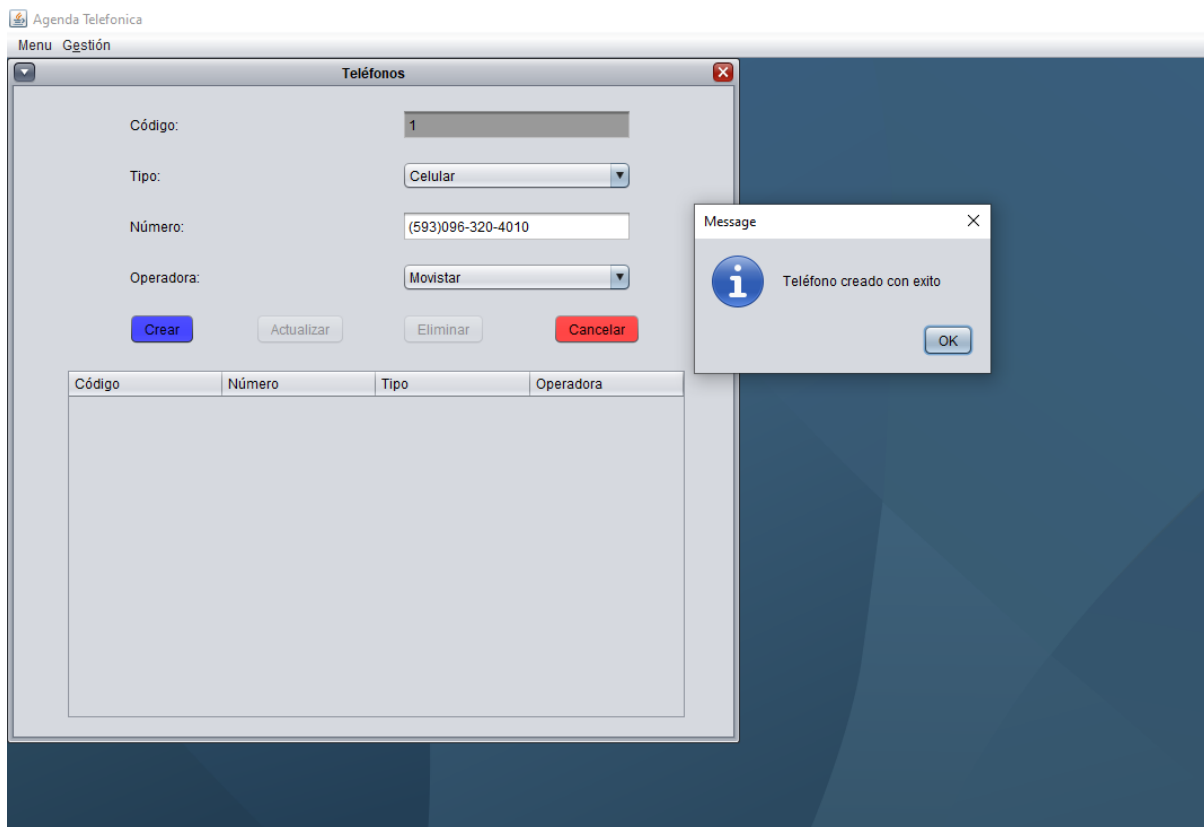 Agenda Telefonica
Menu Gestión
Teléfonos
Código: 1
Tipo: Celular
Número: (593)096-320-4010
Operadora: Movistar
Crear Actualizar Eliminar Cancelar
Código Número Tipo Operadora
Message
Teléfono creado con exito
OK